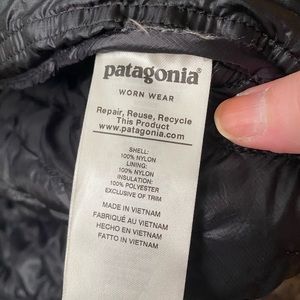 patagonia®
WORN WEAR
Repair, Reuse, Recycle
This Product
www.patagonia.com
SHELL:
100% NYLON
LINING:
100% NYLON
INSULATION:
100% POLYESTER
EXCLUSIVE OF TRIM
MADE IN VIETNAM
FABRIQUÉ AU VIETNAM
HECHO EN VIETNAM
FATTO IN VIETNAM